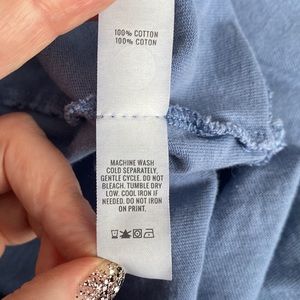 100% COTTON
100% COTON
MACHINE WASH
COLD SEPARATELY,
GENTLE CYCLE. DO NOT
BLEACH. TUMBLE DRY
LOW. COOL IRON IF
NEEDED. DO NOT IRON
ON PRINT.